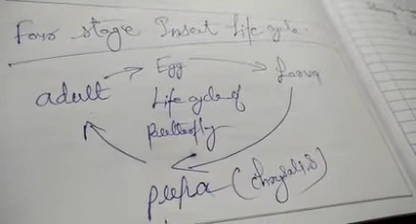 Four stage Insect life cycle.
Egg
Larva
adult
Life cycle of
Butterfly
pupa (chrysalis)